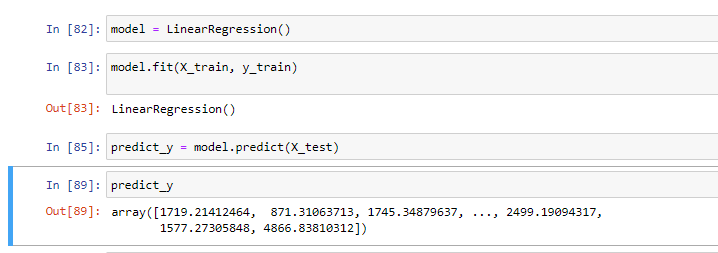 In [82]: model = LinearRegression()
In [83]: model.fit(X_train, y_train)
Out[83]: LinearRegression()
In [85]: predict_y = model.predict(X_test)
In [89]: predict_y
Out[89]: array([1719.21412464,  871.31063713, 1745.34879637, ..., 2499.19094317,
1577.27305848, 4866.83810312])